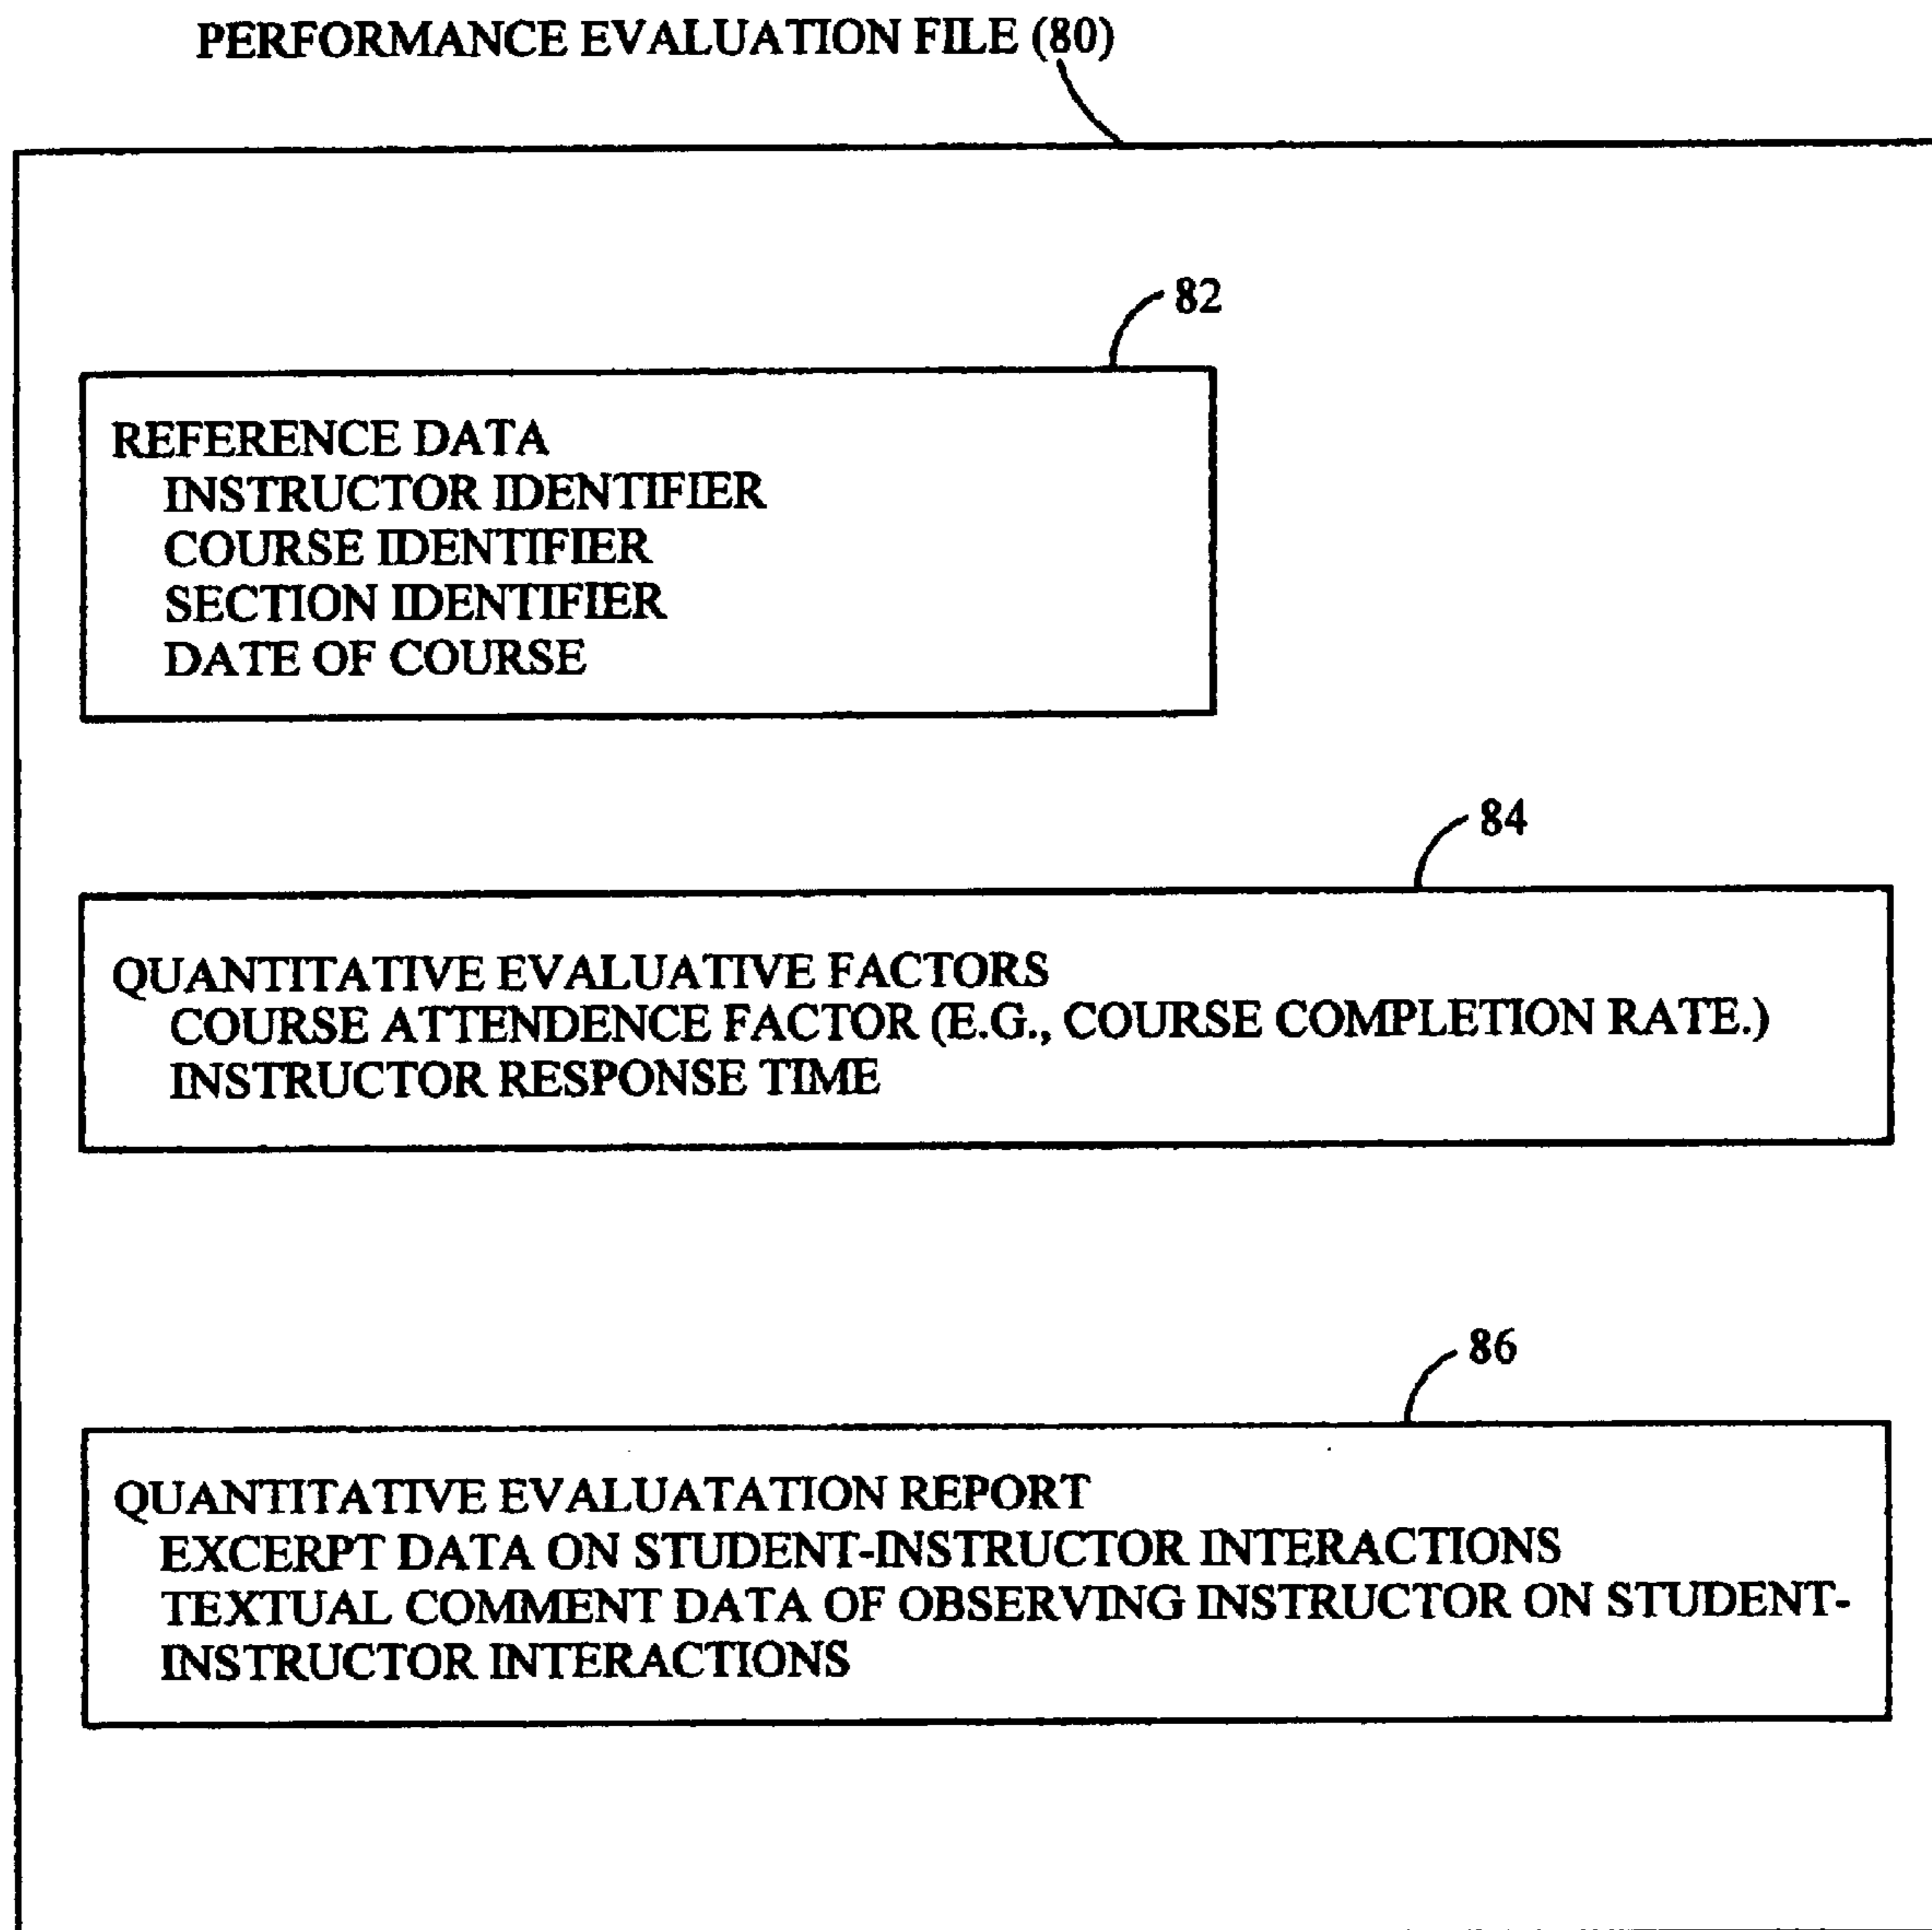 PERFORMANCE EVALUATION FILE (80)
82
REFERENCE DATA
INSTRUCTOR IDENTIFIER
COURSE IDENTIFIER
SECTION IDENTIFIER
DATE OF COURSE
84
QUANTITATIVE EVALUATIVE FACTORS
COURSE ATTENDENCE FACTOR (E.G., COURSE COMPLETION RATE.)
INSTRUCTOR RESPONSE TIME
86
QUANTITATIVE EVALUATATION REPORT
EXCERPT DATA ON STUDENT-INSTRUCTOR INTERACTIONS
TEXTUAL COMMENT DATA OF OBSERVING INSTRUCTOR ON STUDENT-
INSTRUCTOR INTERACTIONS